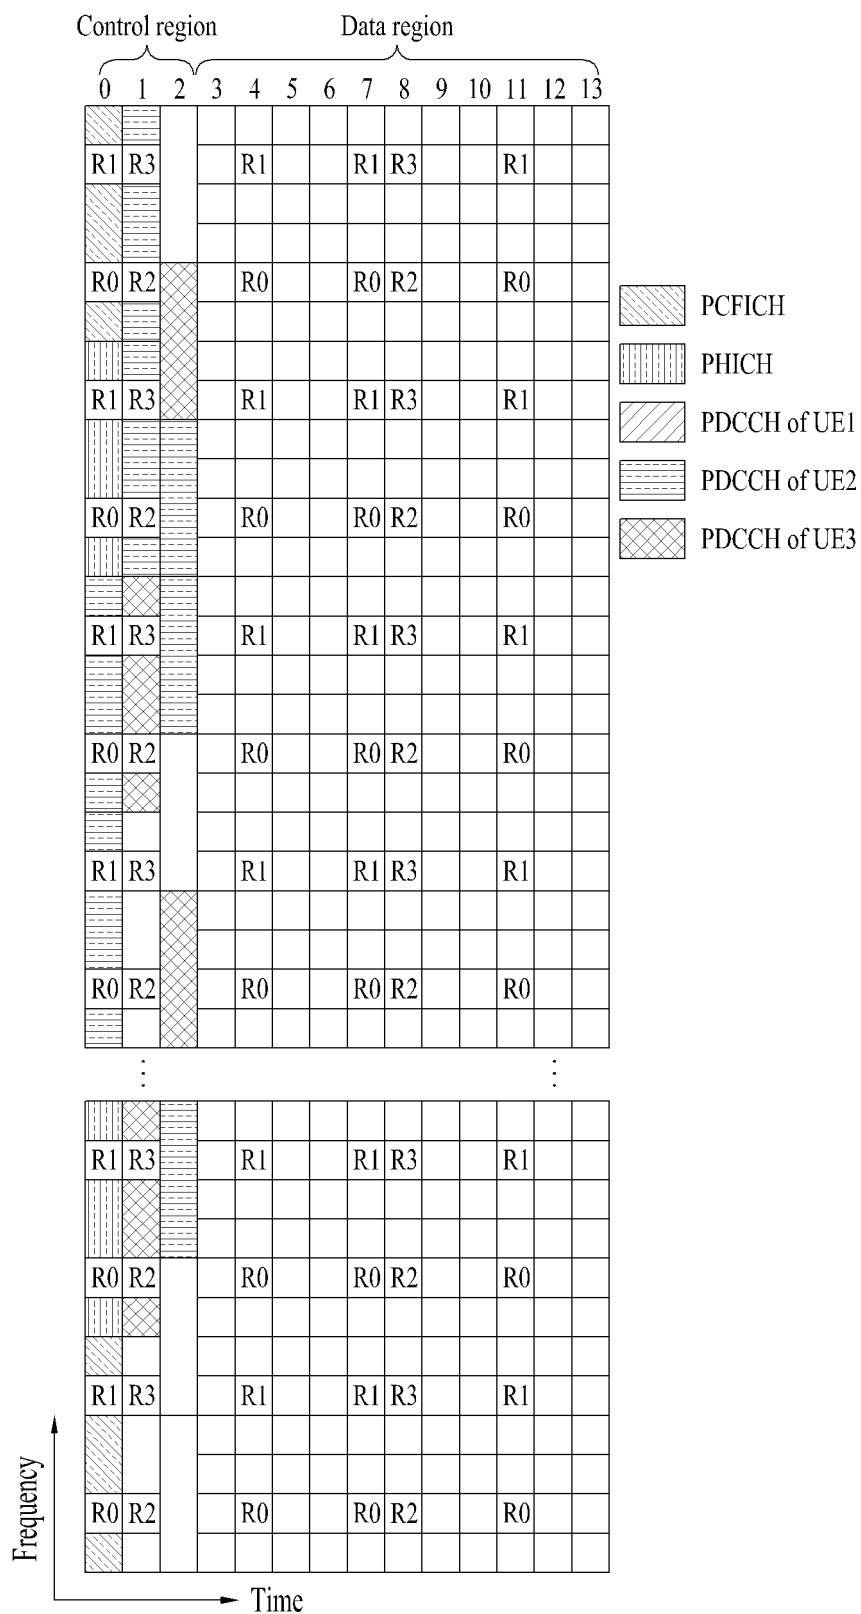 Control region Data region
0 1 2 3 4 5 6 7 8 9 10 11 12 13
R1 R3 R1 R1 R3 R1
R0 R2 R0 R0 R2 R0
PCFICH
PHICH
R1 R3 R1 R1 R3 R1
PDCCH of UE1
PDCCH of UE2
R0 R2 R0 R0 R2 R0
PDCCH of UE3
R1 R3 R1 R1 R3 R1
R0 R2 R0 R0 R2 R0
R1 R3 R1 R1 R3 R1
R0 R2 R0 R0 R2 R0
R1 R3 R1 R1 R3 R1
R0 R2 R0 R0 R2 R0
R1 R3 R1 R1 R3 R1
R0 R2 R0 R0 R2 R0
Frequency
Time